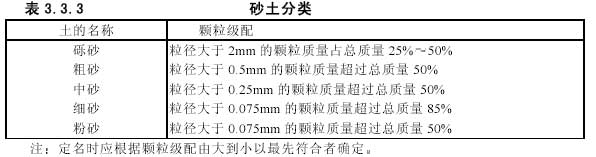 表 3.3.3 砂土分类
土的名称 颗粒级配
砾砂 粒径大于 2mm 的颗粒质量占总质量 25%~50%
粗砂 粒径大于 0.5mm 的颗粒质量超过总质量 50%
中砂 粒径大于 0.25mm 的颗粒质量超过总质量 50%
细砂 粒径大于 0.075mm 的颗粒质量超过总质量 85%
粉砂 粒径大于 0.075mm 的颗粒质量超过总质量 50%
注：定名时应根据颗粒级配由大到小以最先符合者确定。